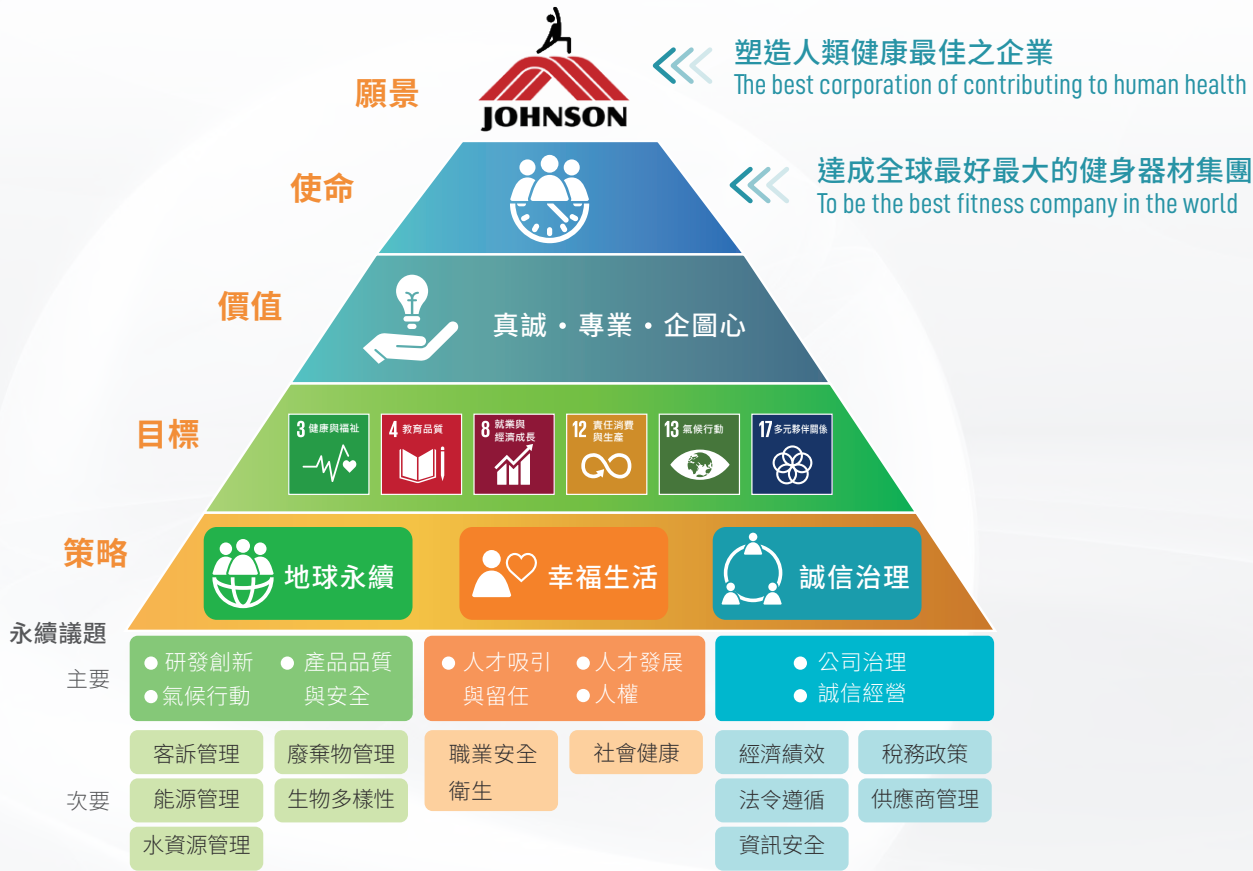 願景
JOHNSON
塑造人類健康最佳之企業
The best corporation of contributing to human health
使命
達成全球最好最大的健身器材集團
To be the best fitness company in the world
價值
真誠・專業・企圖心
目標
3 健康與福祉
4 教育品質
8 就業與
經濟成長
12 責任消費
與生產
13 氣候行動
17 多元夥伴關係
策略
地球永續
幸福生活
誠信治理
永續議題
主要
● 研發創新
● 氣候行動
● 產品品質
與安全
● 人才吸引
與留任
● 人才發展
● 人權
● 公司治理
● 誠信經營
次要
客訴管理
廢棄物管理
能源管理
生物多樣性
水資源管理
職業安全
衛生
社會健康
經濟績效
稅務政策
法令遵循
供應商管理
資訊安全